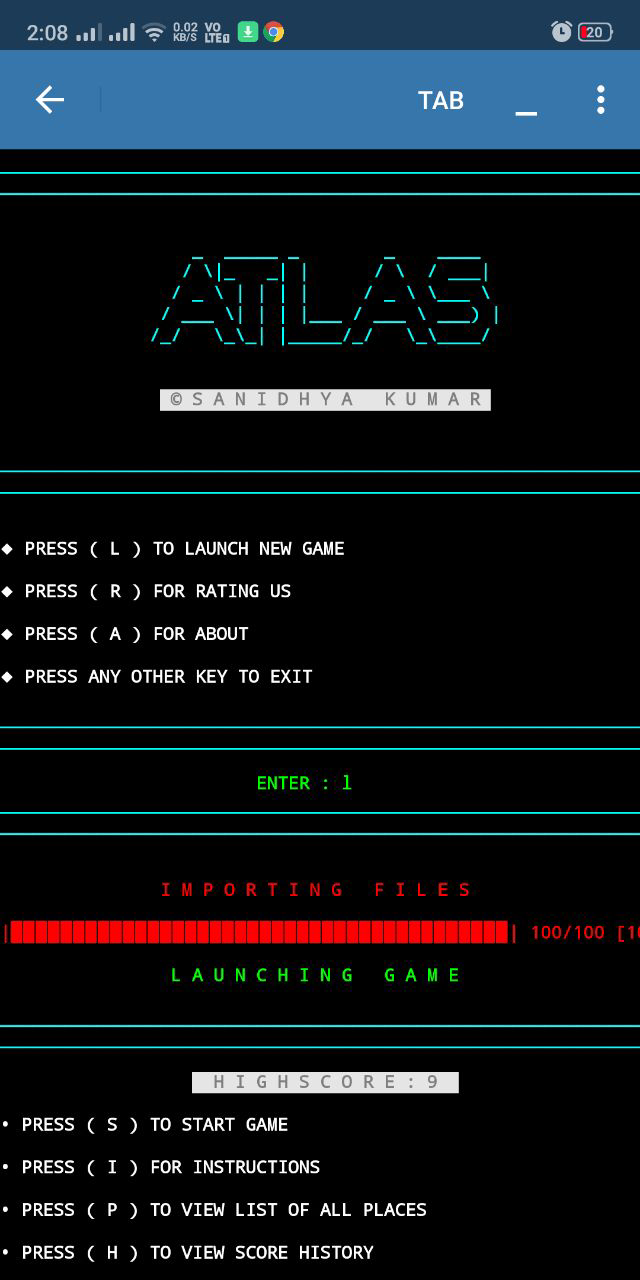 2:08 0.02 KB/S VO LTE 1 20
TAB _
ATLAS
©SANIDHYA KUMAR
◆ PRESS ( L ) TO LAUNCH NEW GAME
◆ PRESS ( R ) FOR RATING US
◆ PRESS ( A ) FOR ABOUT
◆ PRESS ANY OTHER KEY TO EXIT
ENTER : l
IMPORTING FILES
100/100 [10
LAUNCHING GAME
HIGHSCORE:9
• PRESS ( S ) TO START GAME
• PRESS ( I ) FOR INSTRUCTIONS
• PRESS ( P ) TO VIEW LIST OF ALL PLACES
• PRESS ( H ) TO VIEW SCORE HISTORY